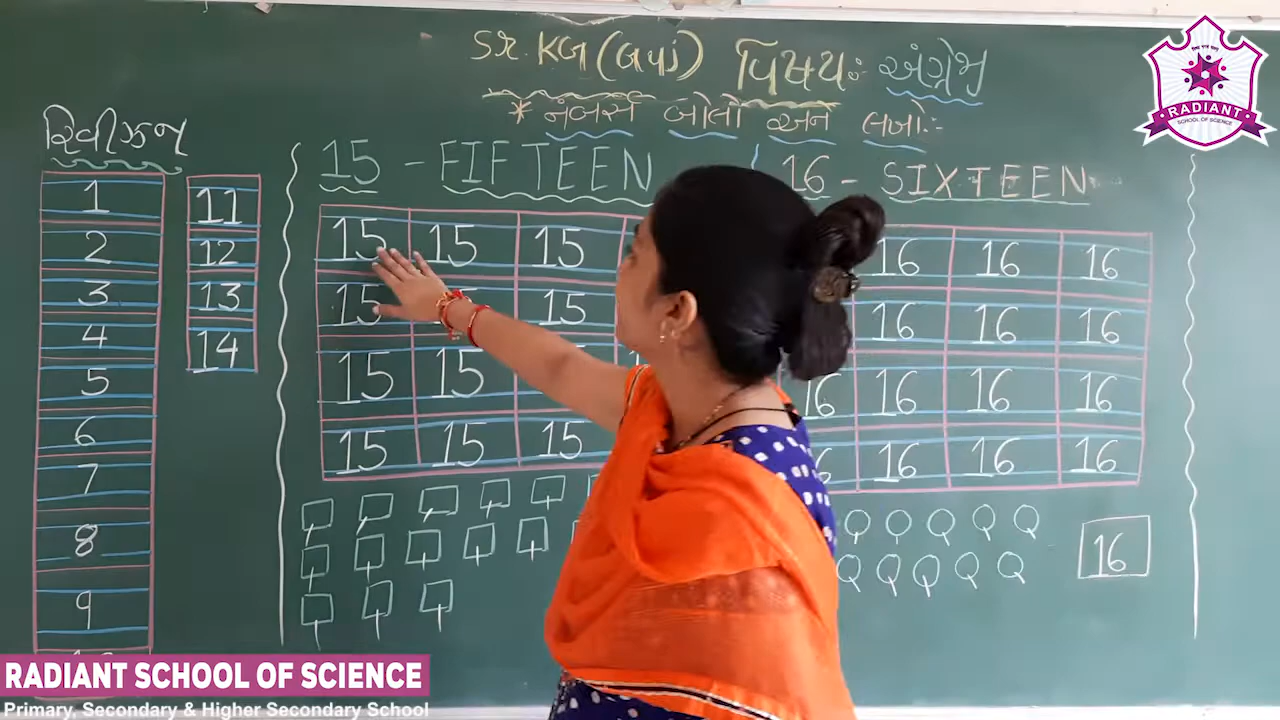 Sr. KG (Guj) વિષય: અંગ્રેજી
* નંબર્સ બોલો અને લખો:-
રિવીઝન
15 - FIFTEEN
16 - SIXTEEN
1
2
3
4
5
6
7
8
9
11
12
13
14
15 15 15
15 15
15 15
15 15 15
16 16 16
16 16 16
16 16 16 16
16 16 16
16
RADIANT
SCHOOL OF SCIENCE
RADIANT SCHOOL OF SCIENCE
Primary, Secondary & Higher Secondary School